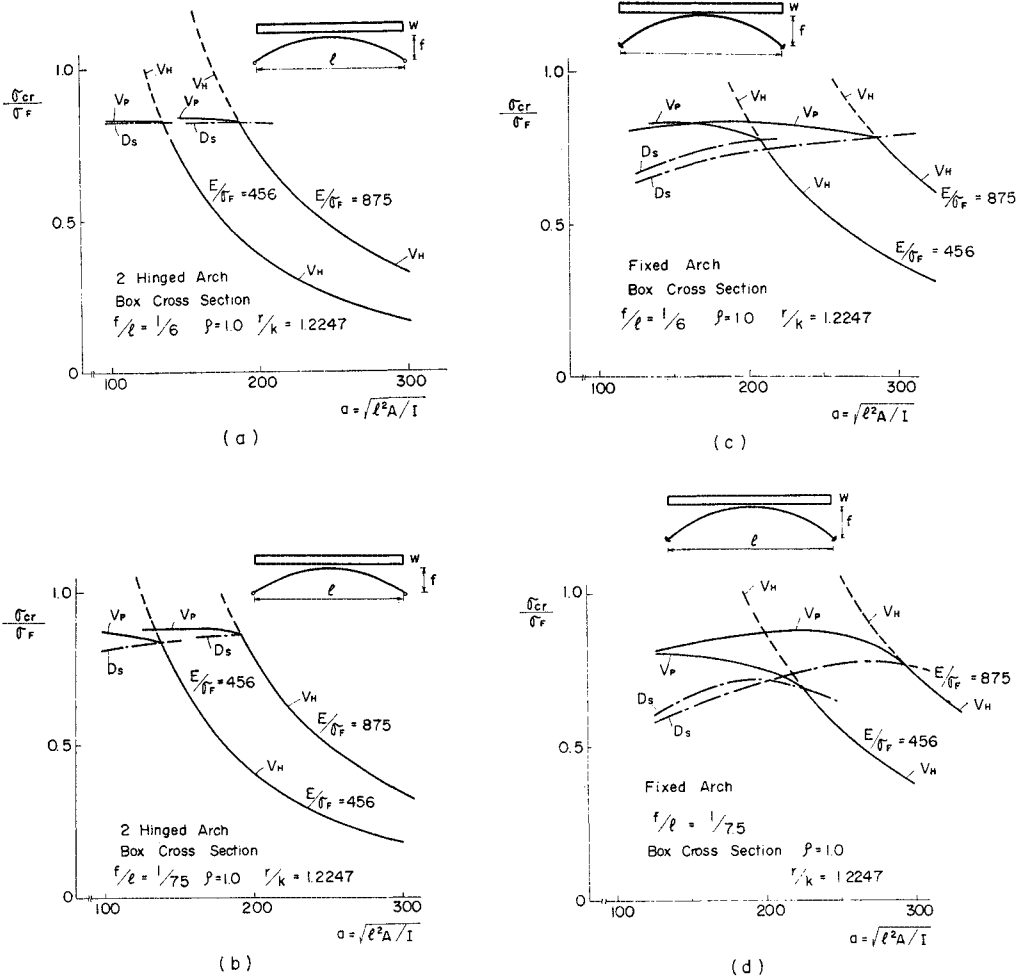 W
f
ℓ
1.0
σcr/σF
VH
VH
VP
VP
Ds
Ds
E/σF = 456
E/σF = 875
0.5
VH
VH
2 Hinged Arch
Box Cross Section
f/ℓ = 1/6 ρ=1.0 r/k = 1.2247
0
100 200 300
a = √ℓ²A/I
(a)
W
f
ℓ
1.0
σcr/σF
VP
VP
Ds
Ds
E/σF = 456
VH
E/σF = 875
0.5
VH
E/σF = 456
2 Hinged Arch
Box Cross Section
f/ℓ = 1/75 ρ=1.0 r/k = 1.2247
0
100 200 300
a = √ℓ²A/I
(b)
W
f
ℓ
1.0
σcr/σF
VH
VH
VP
VP
Ds
Ds
VH
VH
E/σF = 875
0.5
E/σF = 456
Fixed Arch
Box Cross Section
f/ℓ = 1/6 ρ=10 r/k = 1.2247
0
100 200 300
a = √ℓ²A/I
(c)
W
f
ℓ
1.0
σcr/σF
VH
VH
VP
VP
Ds
Ds
E/σF = 875
VH
0.5
E/σF = 456
VH
Fixed Arch
f/ℓ = 1/7.5
Box Cross Section ρ=1.0
r/k = 1.2247
0
100 200 300
a = √ℓ²A/I
(d)